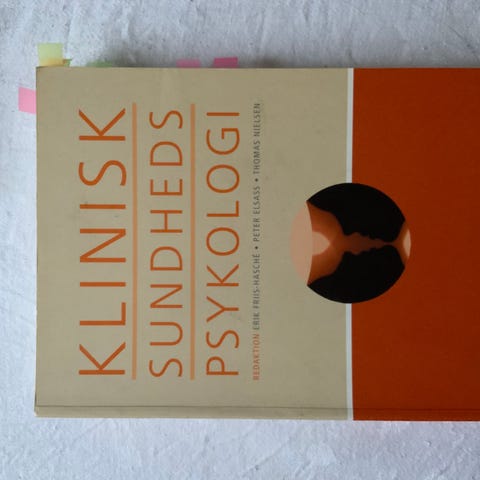 KLINISK
SUNDHEDS
PSYKOLOGI
REDAKTION ERIK FRIIS-HASCHÉ • PETER ELSASS • THOMAS NIELSEN